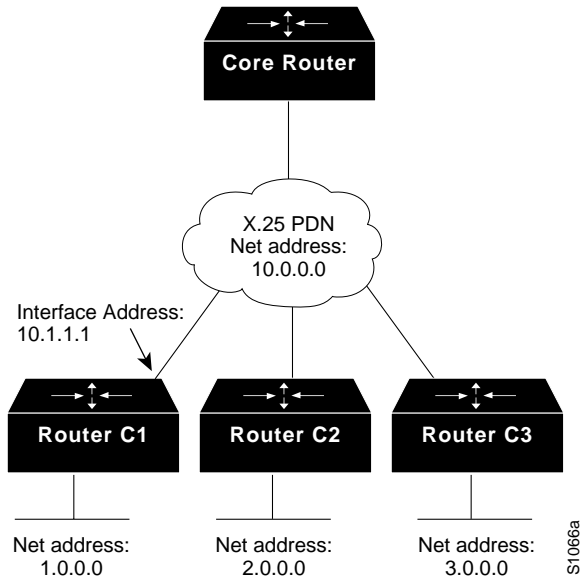 Core Router
X.25 PDN
Net address:
10.0.0.0
Interface Address:
10.1.1.1
Router C1
Router C2
Router C3
Net address:
1.0.0.0
Net address:
2.0.0.0
Net address:
3.0.0.0
S1066a